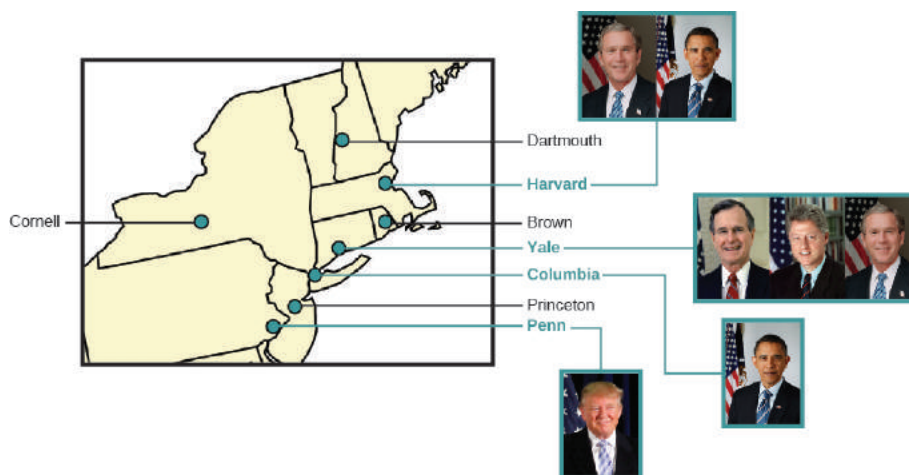 Dartmouth
Harvard
Cornell
Brown
Yale
Columbia
Princeton
Penn